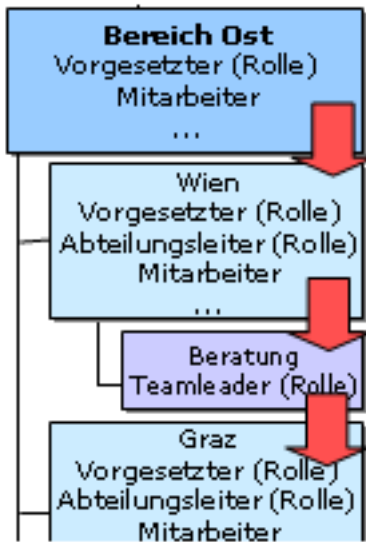 Bereich Ost
Vorgesetzter (Rolle)
Mitarbeiter
...
Wien
Vorgesetzter (Rolle)
Abteilungsleiter (Rolle)
Mitarbeiter
...
Beratung
Teamleader (Rolle)
Graz
Vorgesetzter (Rolle)
Abteilungsleiter (Rolle)
Mitarbeiter